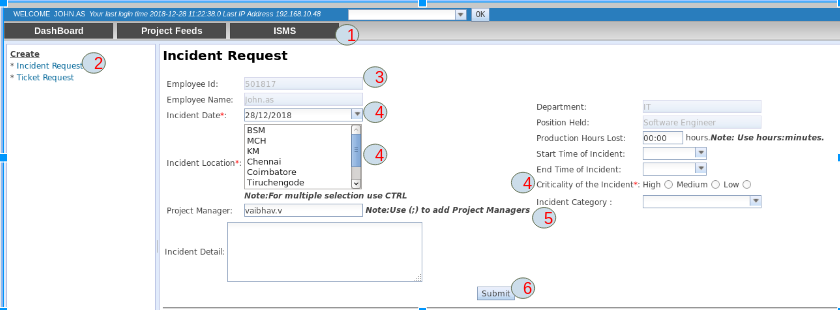 WELCOME JOHN.AS Your last login time 2018-12-28 11:22:38.0 Last IP Address 192.168.10.48 OK
DashBoard Project Feeds ISMS 1
Create
* Incident Request 2
* Ticket Request
Incident Request
Employee Id: 501817 3
Employee Name: john.as
Incident Date*: 28/12/2018 4
Incident Location*: 4
BSM
MCH
KM
Chennai
Coimbatore
Tiruchengode
Note:For multiple selection use CTRL
Project Manager: vaibhav.v Note:Use (;) to add Project Managers
Incident Detail:
Department: IT
Position Held: Software Engineer
Production Hours Lost: 00:00 hours.Note: Use hours:minutes.
Start Time of Incident:
End Time of Incident:
4 Criticality of the Incident*: High Medium Low
Incident Category :
5
Submit 6